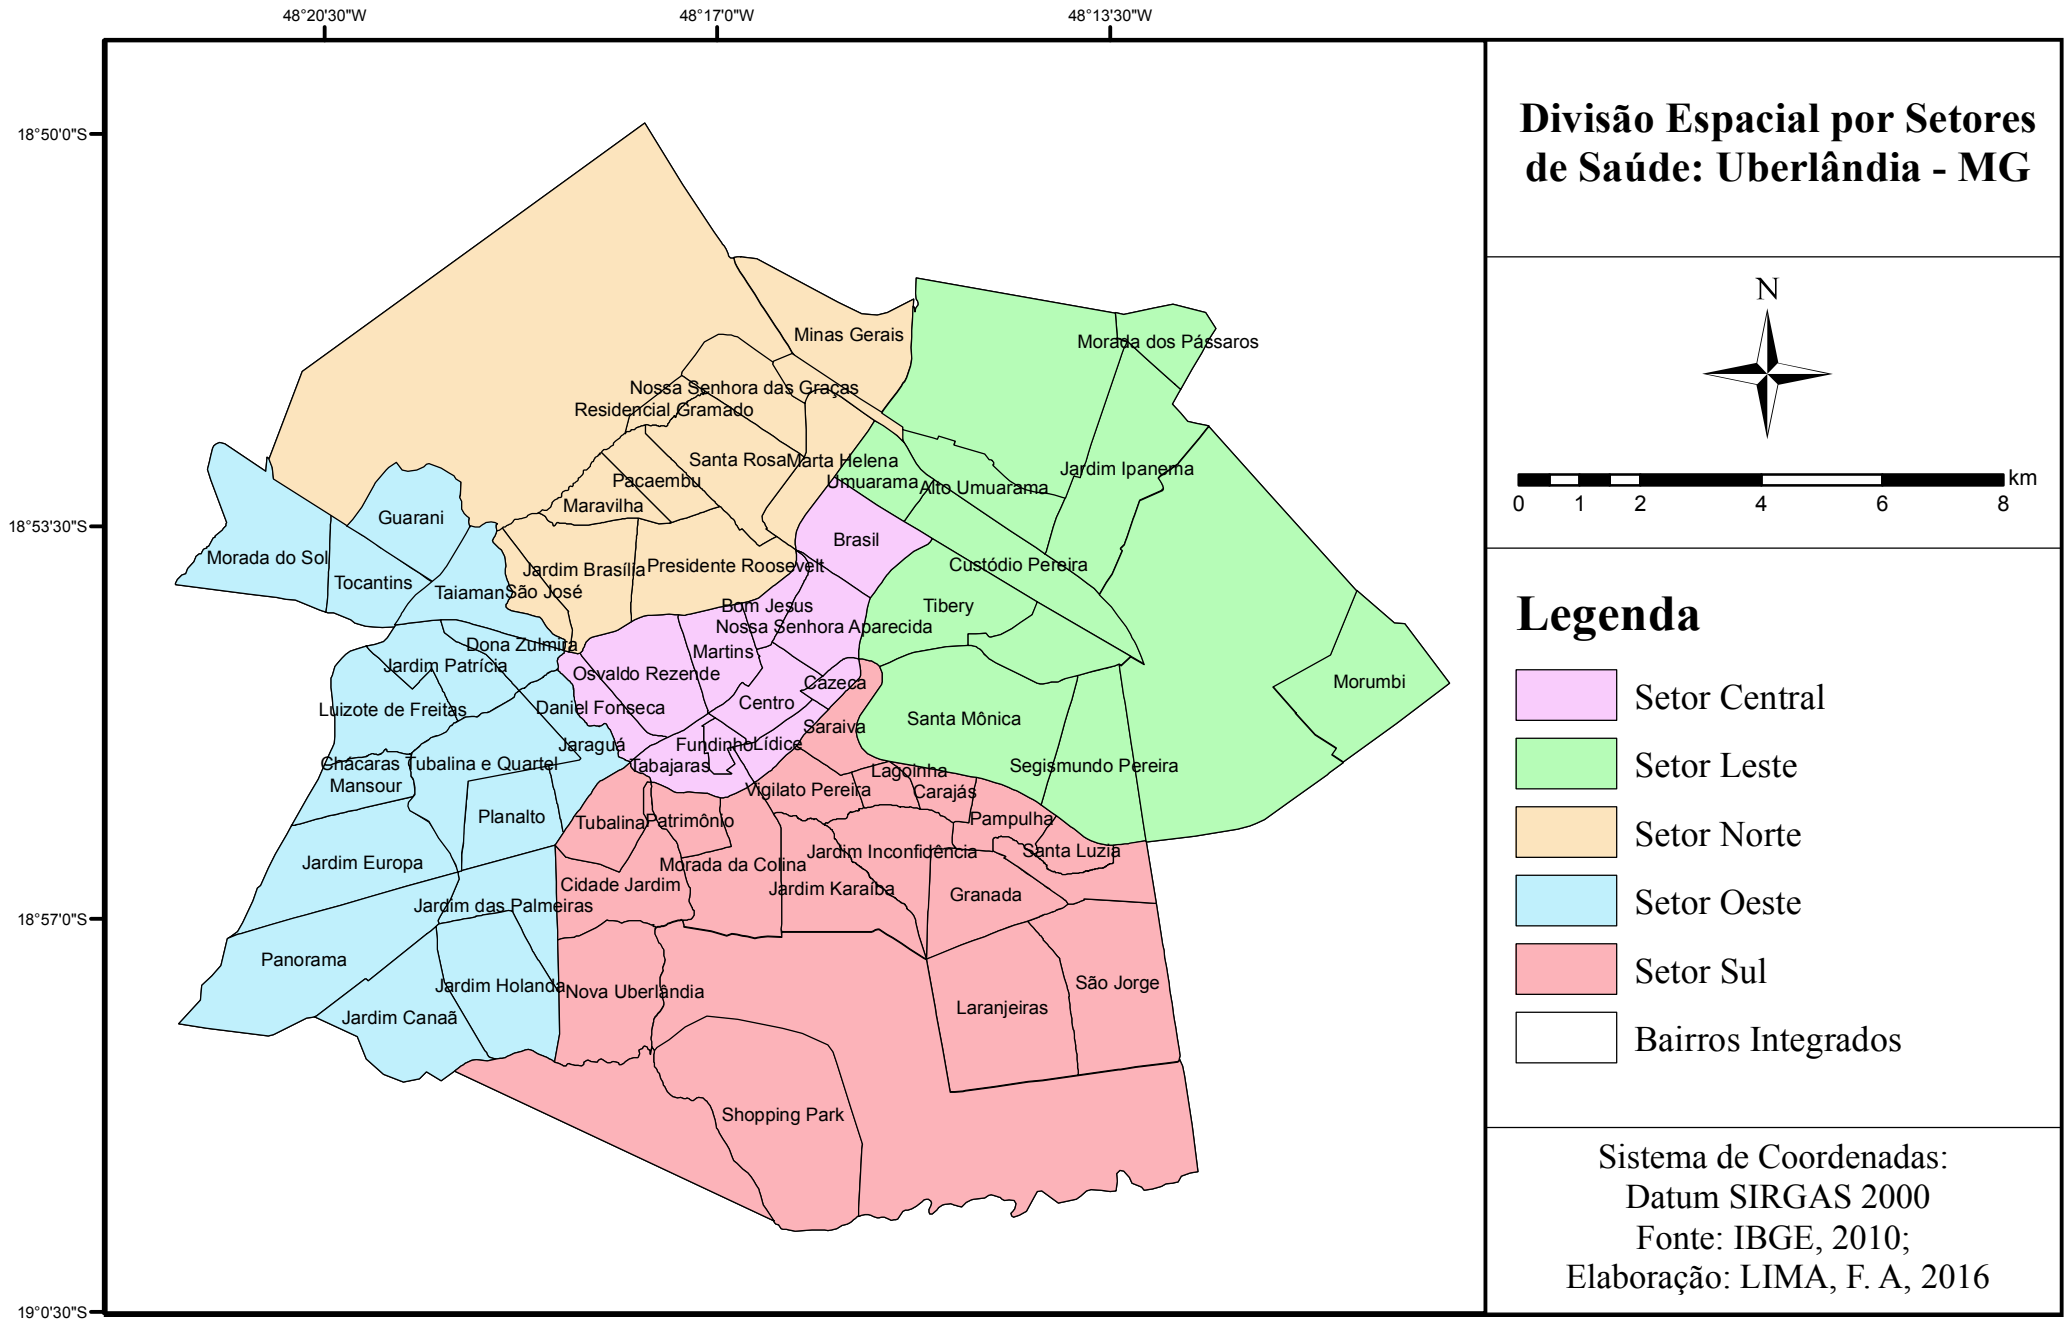 48°20'30"W
48°17'0"W
48°13'30"W
18°50'0"S
18°53'30"S
18°57'0"S
19°0'30"S
Minas Gerais
Morada dos Pássaros
Nossa Senhora das Graças
Residencial Gramado
Santa Rosa
Marta Helena
Jardim Ipanema
Pacaembu
Umuarama
Alto Umuarama
Maravilha
Guarani
Brasil
Morada do Sol
Jardim Brasília
Presidente Roosevelt
Custódio Pereira
Tocantins
Taiaman
São José
Bom Jesus
Tibery
Nossa Senhora Aparecida
Dona Zulmira
Martins
Jardim Patrícia
Osvaldo Rezende
Cazeca
Morumbi
Luizote de Freitas
Daniel Fonseca
Centro
Santa Mônica
Saraiva
Jaraguá
Fundinho
Lídice
Chácaras Tubalina e Quartel
Tabajaras
Lagoinha
Segismundo Pereira
Mansour
Vigilato Pereira
Carajás
Planalto
Tubalina
Patrimônio
Pampulha
Jardim Europa
Morada da Colina
Jardim Inconfidência
Santa Luzia
Cidade Jardim
Jardim Karaíba
Granada
Jardim das Palmeiras
Panorama
Jardim Holanda
Nova Uberlândia
São Jorge
Jardim Canaã
Laranjeiras
Shopping Park
Divisão Espacial por Setores
de Saúde: Uberlândia - MG
N
km
0 1 2 4 6 8
Legenda
Setor Central
Setor Leste
Setor Norte
Setor Oeste
Setor Sul
Bairros Integrados
Sistema de Coordenadas:
Datum SIRGAS 2000
Fonte: IBGE, 2010;
Elaboração: LIMA, F. A, 2016